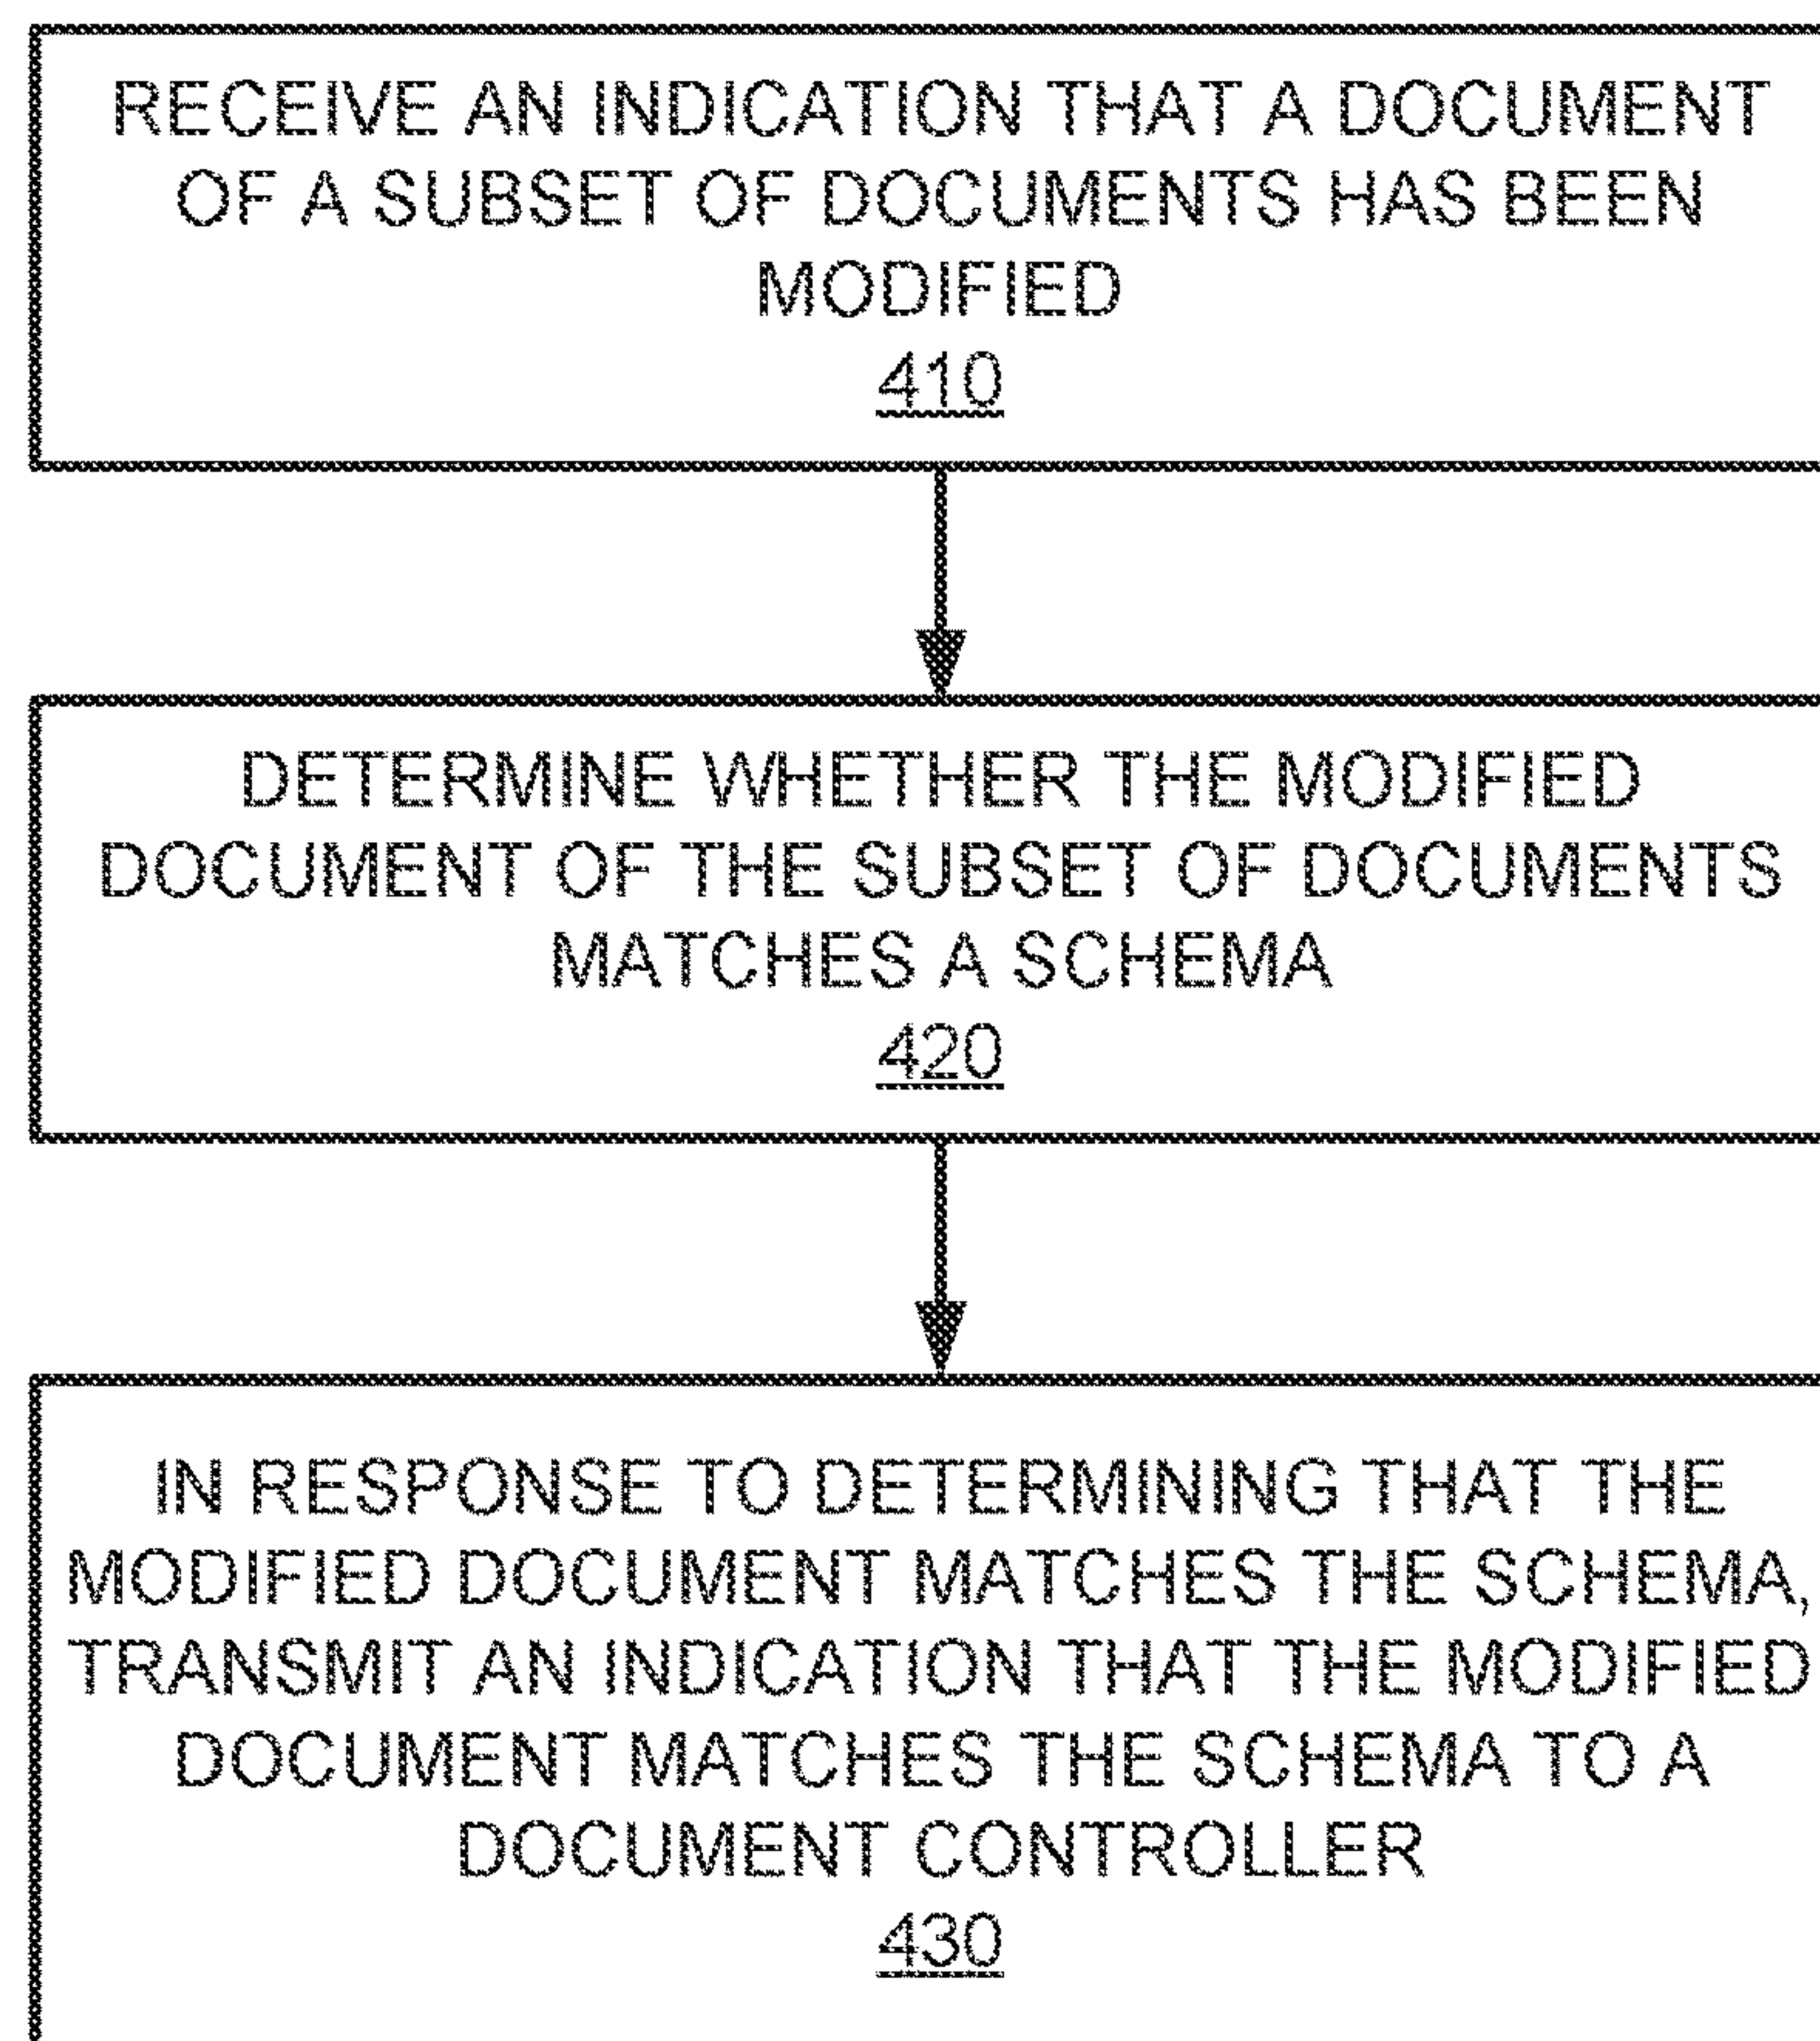 RECEIVE AN INDICATION THAT A DOCUMENT
OF A SUBSET OF DOCUMENTS HAS BEEN
MODIFIED
410
DETERMINE WHETHER THE MODIFIED
DOCUMENT OF THE SUBSET OF DOCUMENTS
MATCHES A SCHEMA
420
IN RESPONSE TO DETERMINING THAT THE
MODIFIED DOCUMENT MATCHES THE SCHEMA,
TRANSMIT AN INDICATION THAT THE MODIFIED
DOCUMENT MATCHES THE SCHEMA TO A
DOCUMENT CONTROLLER
430